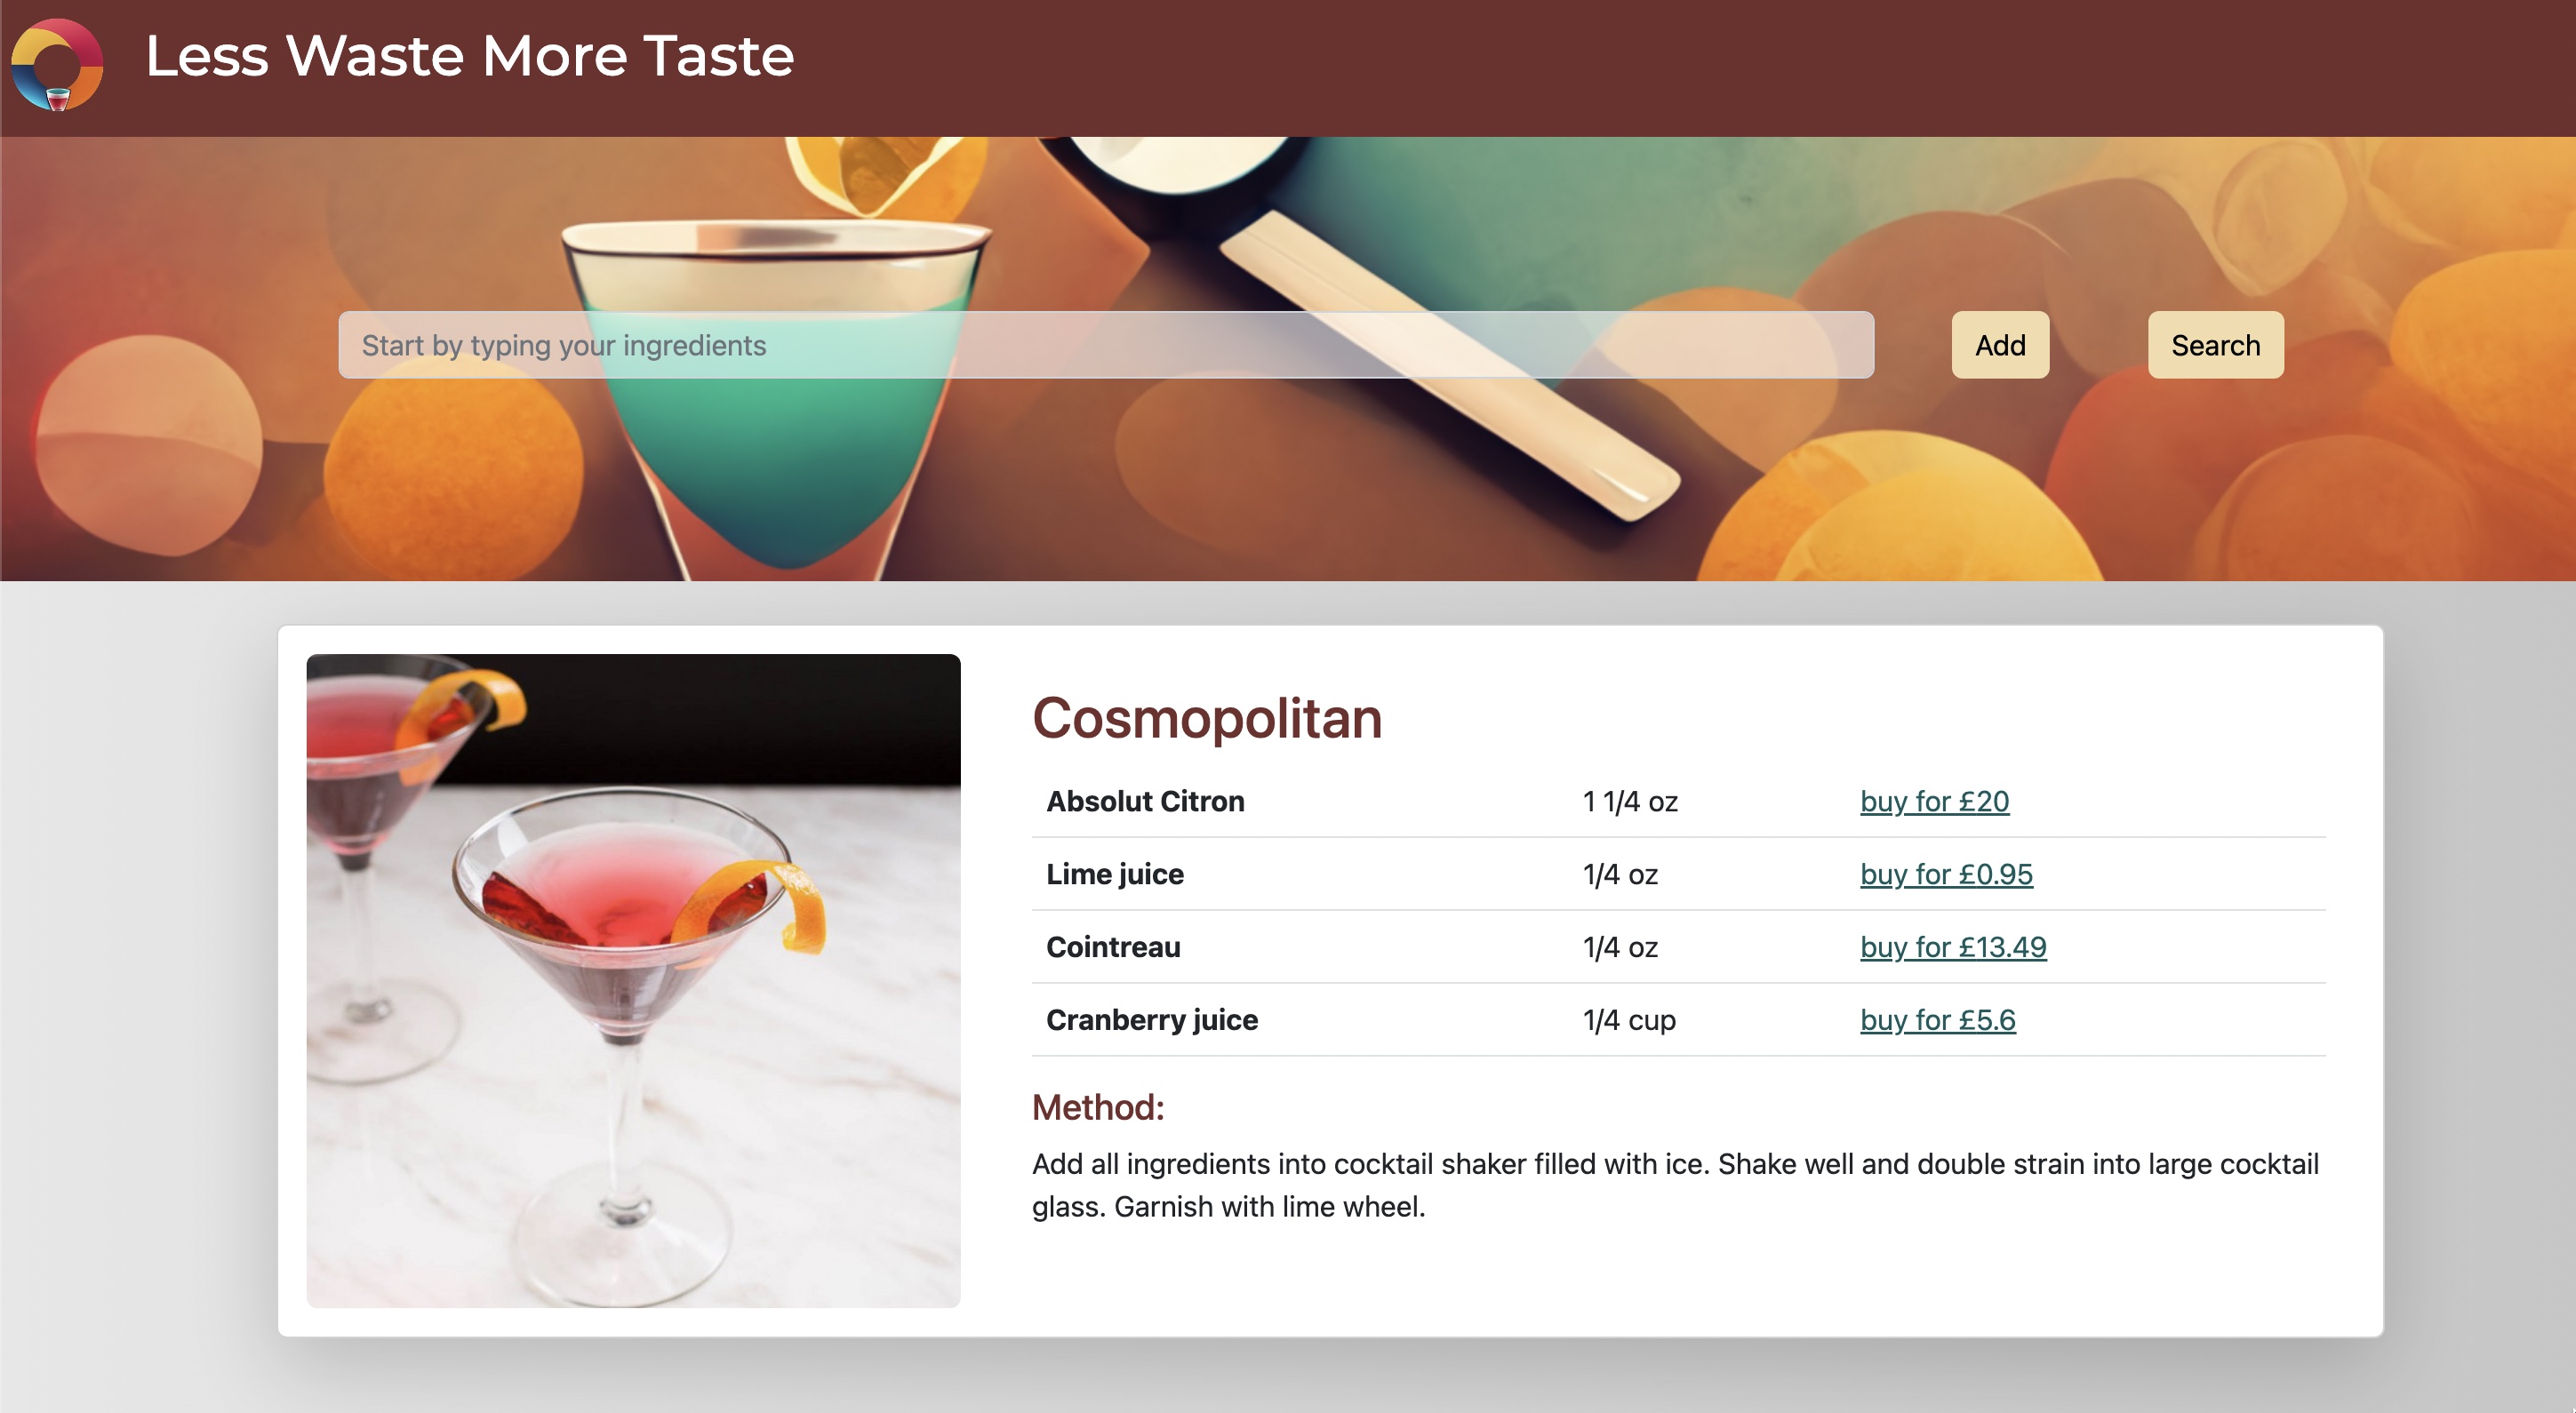 Less Waste More Taste
Start by typing your ingredients
Add
Search
Cosmopolitan
Absolut Citron 1 1/4 oz buy for £20
Lime juice 1/4 oz buy for £0.95
Cointreau 1/4 oz buy for £13.49
Cranberry juice 1/4 cup buy for £5.6
Method:
Add all ingredients into cocktail shaker filled with ice. Shake well and double strain into large cocktail
glass. Garnish with lime wheel.